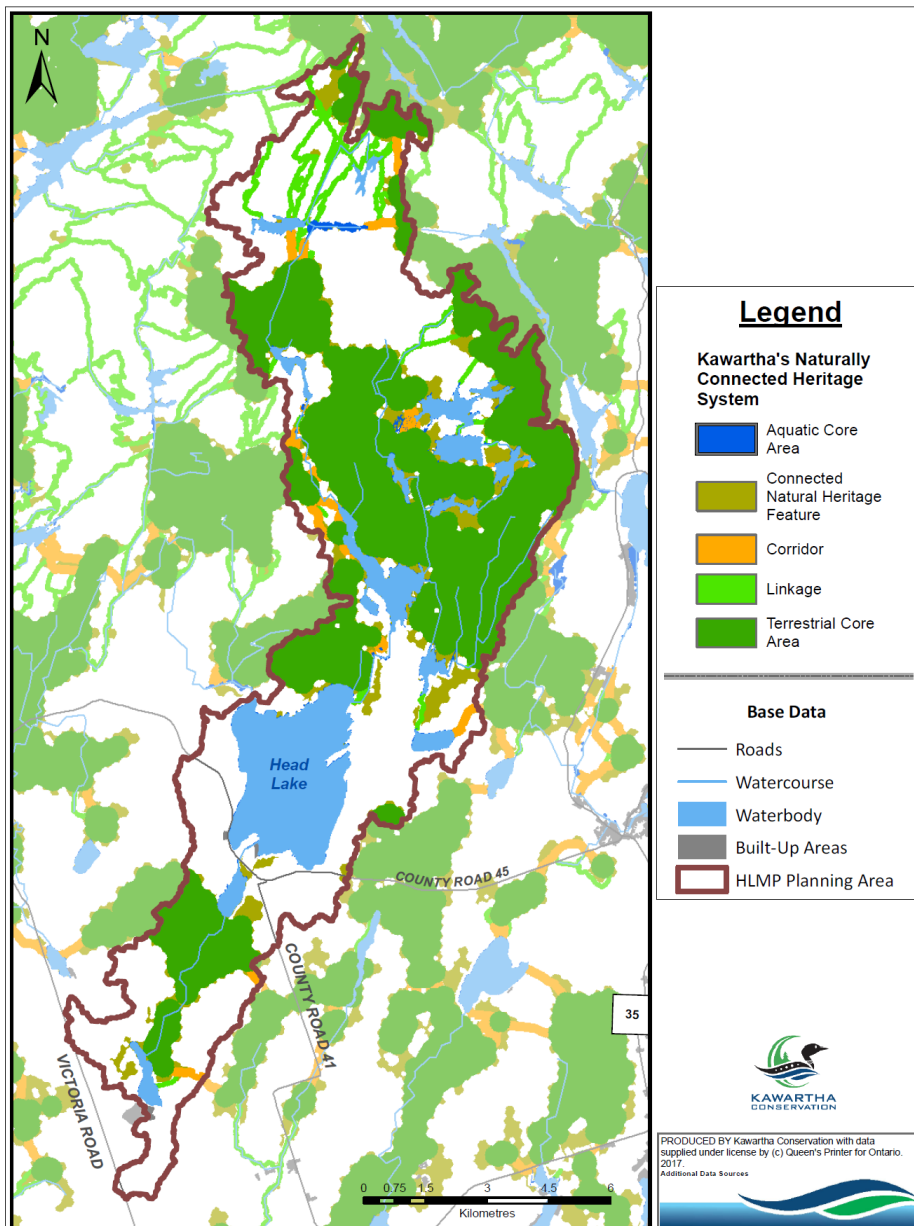 N
Head
Lake
COUNTY ROAD 45
COUNTY ROAD 41
VICTORIA ROAD
35
0 0.75 1.5 3 4.5 6
Kilometres
Legend
Kawartha's Naturally
Connected Heritage
System
Aquatic Core
Area
Connected
Natural Heritage
Feature
Corridor
Linkage
Terrestrial Core
Area
Base Data
Roads
Watercourse
Waterbody
Built-Up Areas
HLMP Planning Area
KAWARTHA
CONSERVATION
PRODUCED BY Kawartha Conservation with data
supplied under license by (c) Queen's Printer for Ontario.
2017.
Additional Data Sources